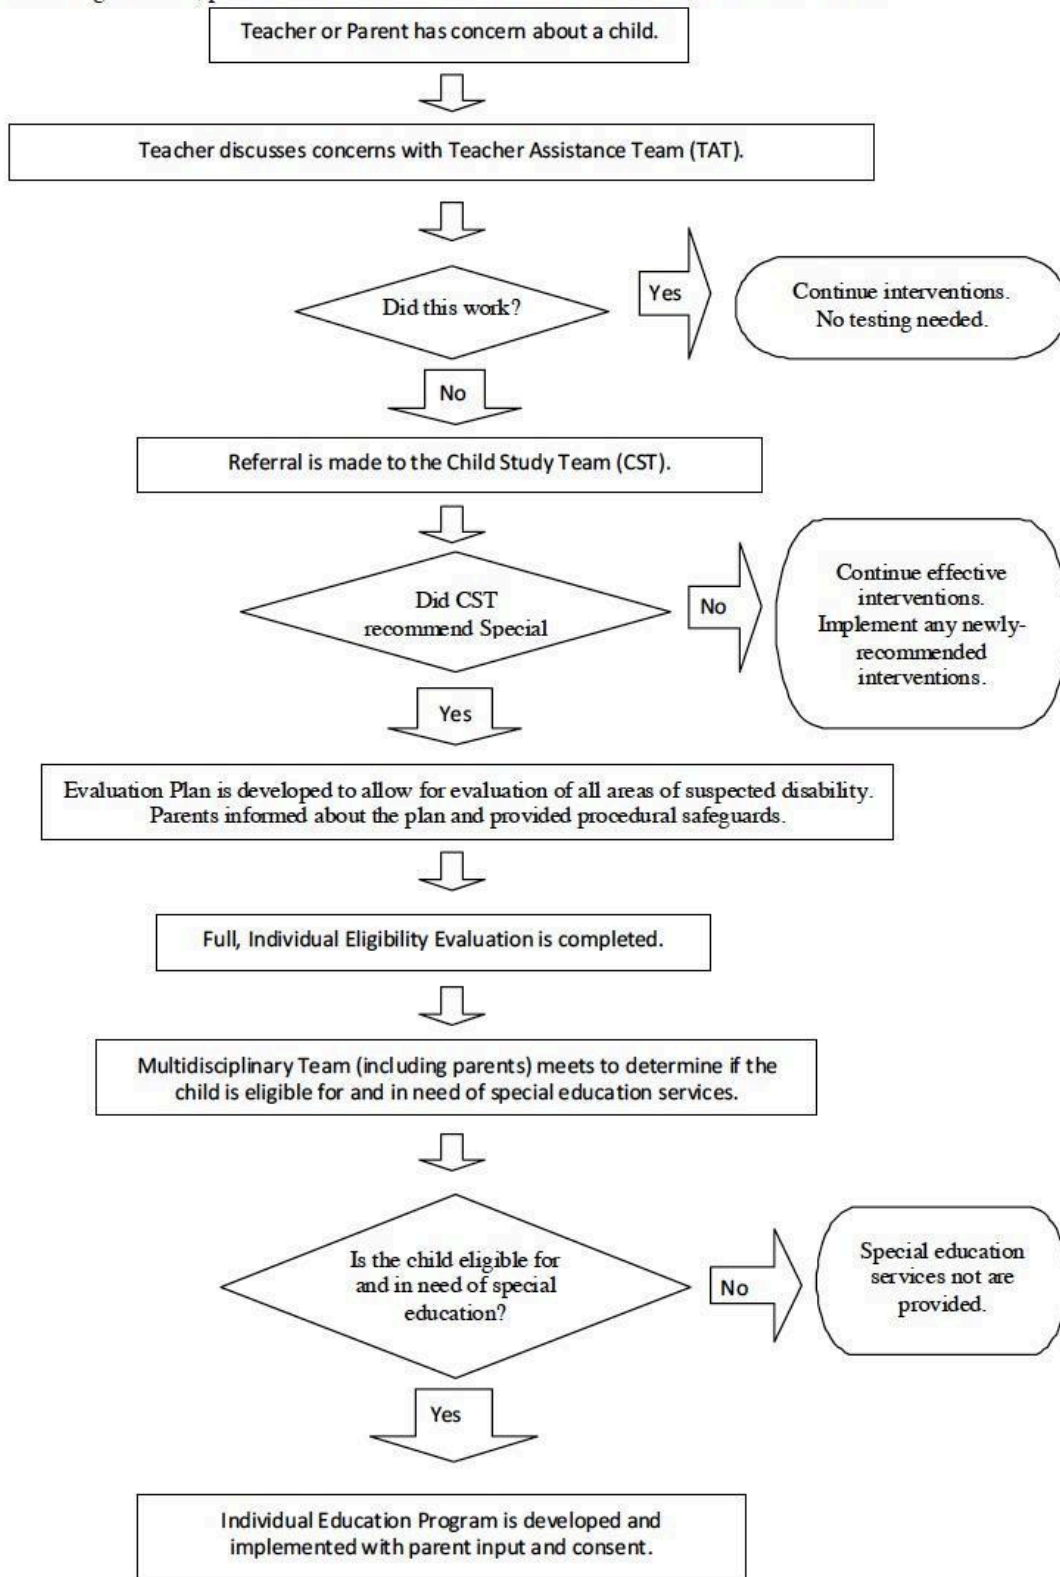 Teacher or Parent has concern about a child.
Teacher discusses concerns with Teacher Assistance Team (TAT).
Did this work?
Yes
Continue interventions.
No testing needed.
No
Referral is made to the Child Study Team (CST).
Did CST
recommend Special
No
Continue effective
interventions.
Implement any newly-
recommended
interventions.
Yes
Evaluation Plan is developed to allow for evaluation of all areas of suspected disability.
Parents informed about the plan and provided procedural safeguards.
Full, Individual Eligibility Evaluation is completed.
Multidisciplinary Team (including parents) meets to determine if the
child is eligible for and in need of special education services.
Is the child eligible for
and in need of special
education?
No
Special education
services not are
provided.
Yes
Individual Education Program is developed and
implemented with parent input and consent.